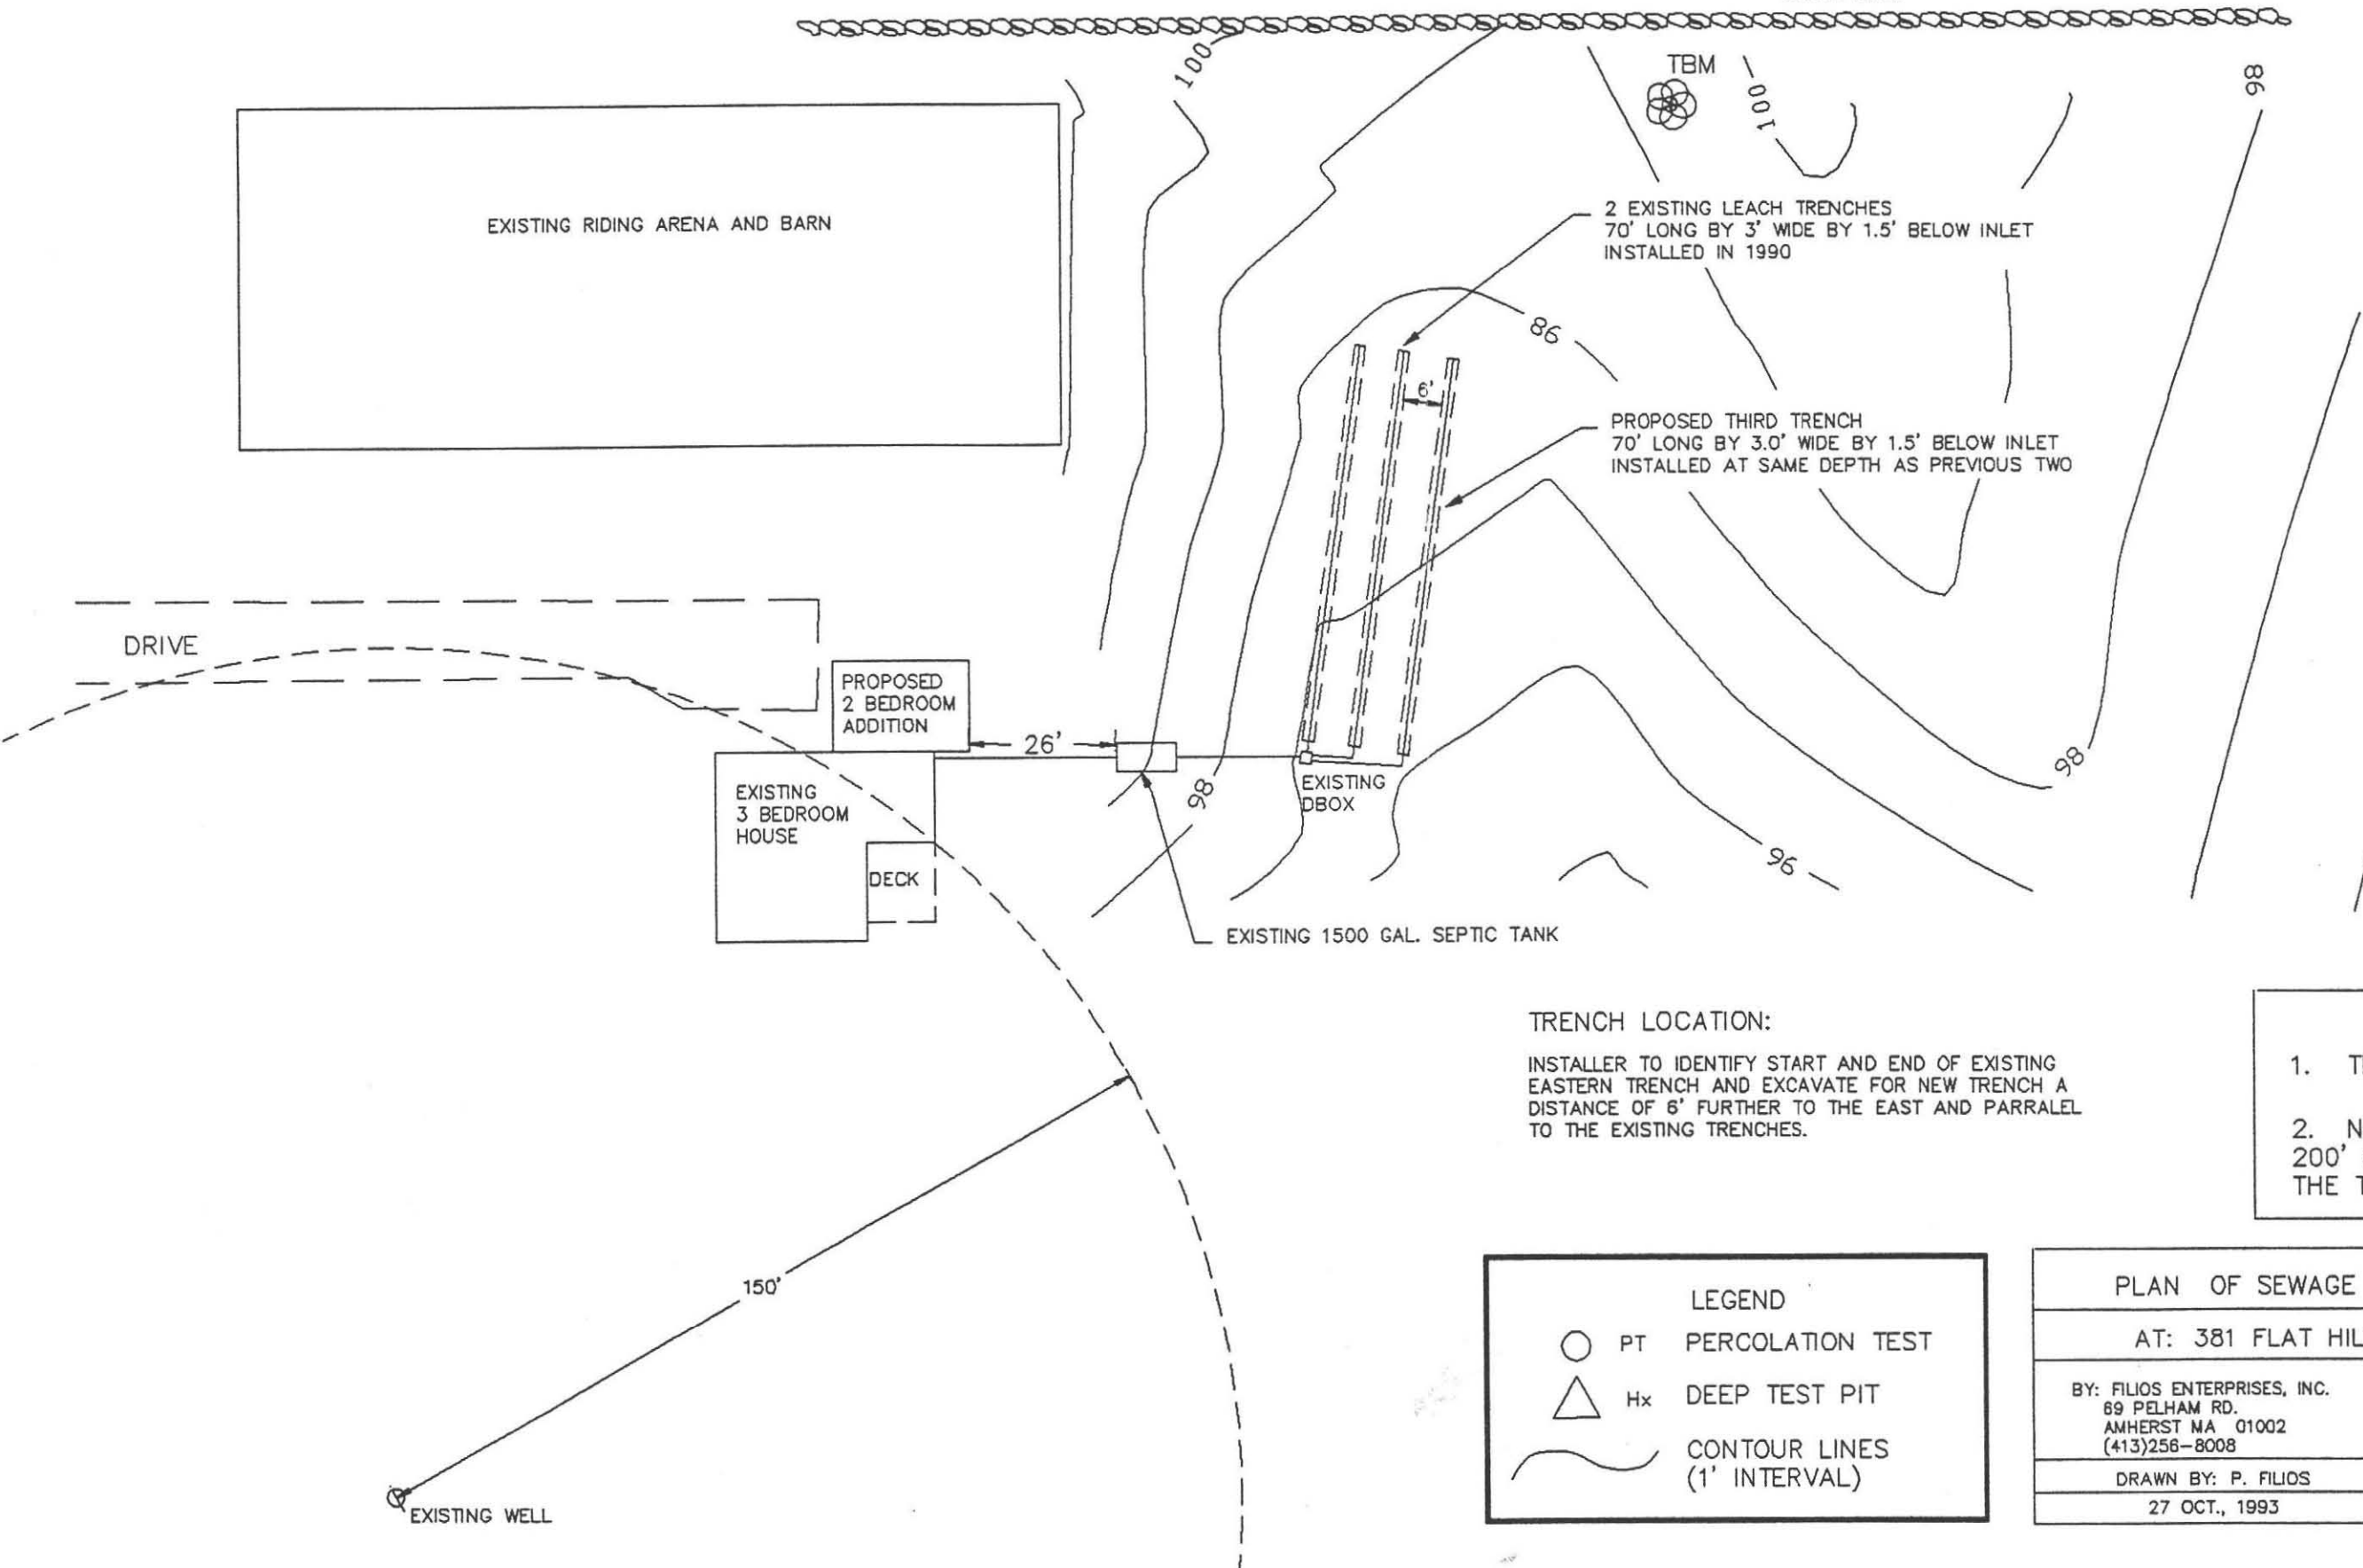 100
TBM
100
98
EXISTING RIDING ARENA AND BARN
2 EXISTING LEACH TRENCHES
70' LONG BY 3' WIDE BY 1.5' BELOW INLET
INSTALLED IN 1990
98
6'
PROPOSED THIRD TRENCH
70' LONG BY 3.0' WIDE BY 1.5' BELOW INLET
INSTALLED AT SAME DEPTH AS PREVIOUS TWO
DRIVE
PROPOSED
2 BEDROOM
ADDITION
26'
EXISTING
3 BEDROOM
HOUSE
DECK
98
EXISTING
DBOX
98
96
EXISTING 1500 GAL. SEPTIC TANK
TRENCH LOCATION:
INSTALLER TO IDENTIFY START AND END OF EXISTING
EASTERN TRENCH AND EXCAVATE FOR NEW TRENCH A
DISTANCE OF 6' FURTHER TO THE EAST AND PARRALEL
TO THE EXISTING TRENCHES.
1.
2. N
200'
THE T
150'
EXISTING WELL
LEGEND
PT PERCOLATION TEST
Hx DEEP TEST PIT
CONTOUR LINES
(1' INTERVAL)
PLAN OF SEWAGE
AT: 381 FLAT HIL
BY: FILIOS ENTERPRISES, INC.
69 PELHAM RD.
AMHERST MA 01002
(413)256-8008
DRAWN BY: P. FILIOS
27 OCT., 1993